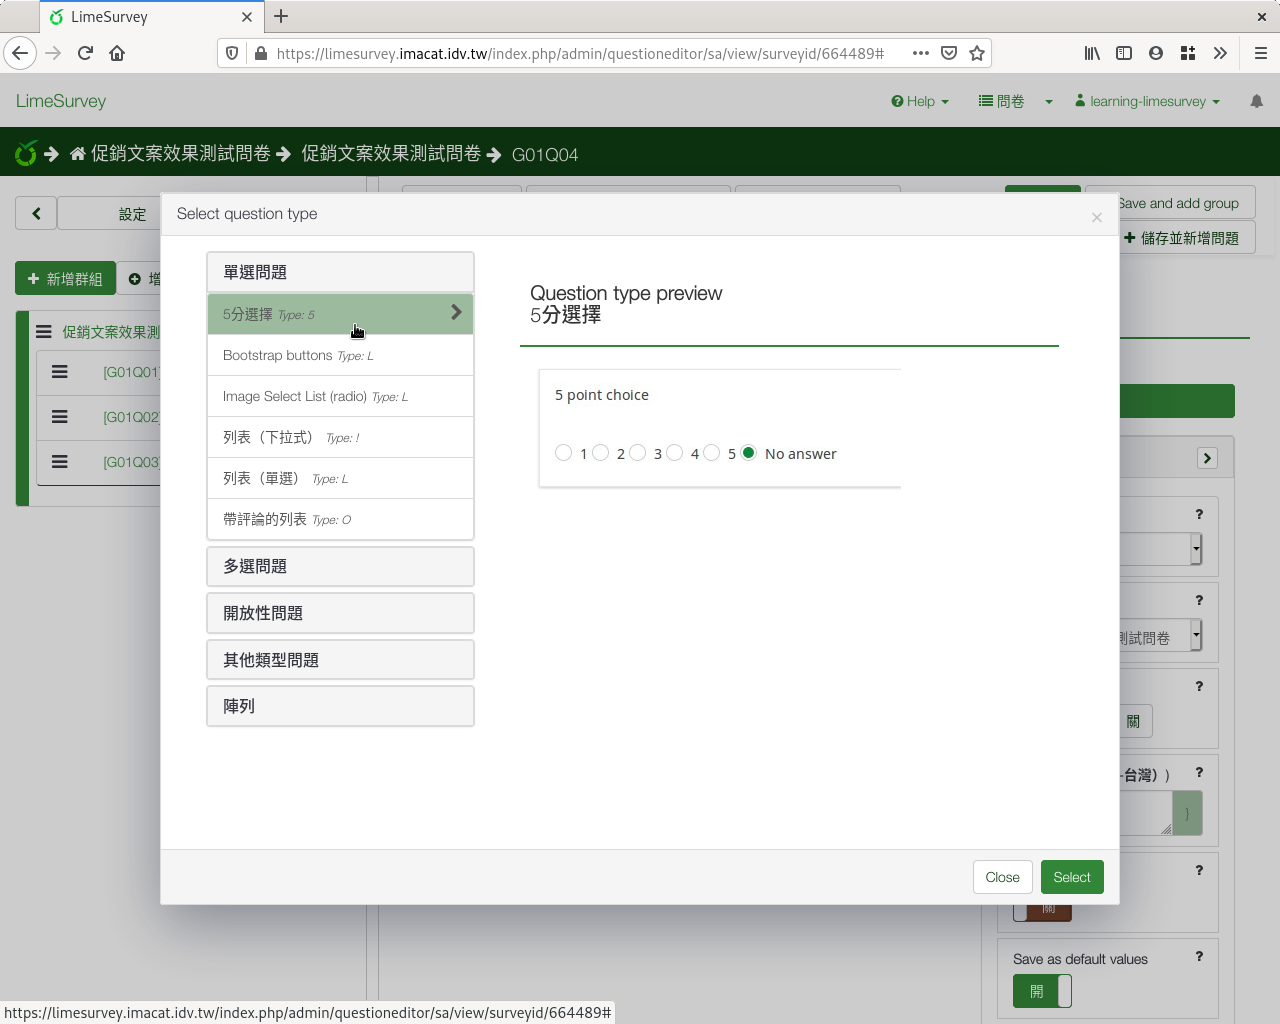 LimeSurvey
https://limesurvey.imacat.idv.tw/index.php/admin/questioneditor/sa/view/surveyid/664489#
LimeSurvey
Help
問卷
learning-limesurvey
促銷文案效果測試問卷
促銷文案效果測試問卷
G01Q04
設定
Save and add group
儲存並新增問題
新增群組
增
促銷文案效果測
[G01Q01]
[G01Q02]
[G01Q03]
Select question type
×
單選問題
5分選擇 Type: 5
Bootstrap buttons Type: L
Image Select List (radio) Type: L
列表（下拉式） Type: !
列表（單選） Type: L
帶評論的列表 Type: O
多選問題
開放性問題
其他類型問題
陣列
Question type preview
5分選擇
5 point choice
1 2 3 4 5 No answer
Close
Select
?
?
測試問卷
?
關
-台灣））
?
}
?
關
Save as default values
?
開
https://limesurvey.imacat.idv.tw/index.php/admin/questioneditor/sa/view/surveyid/664489#